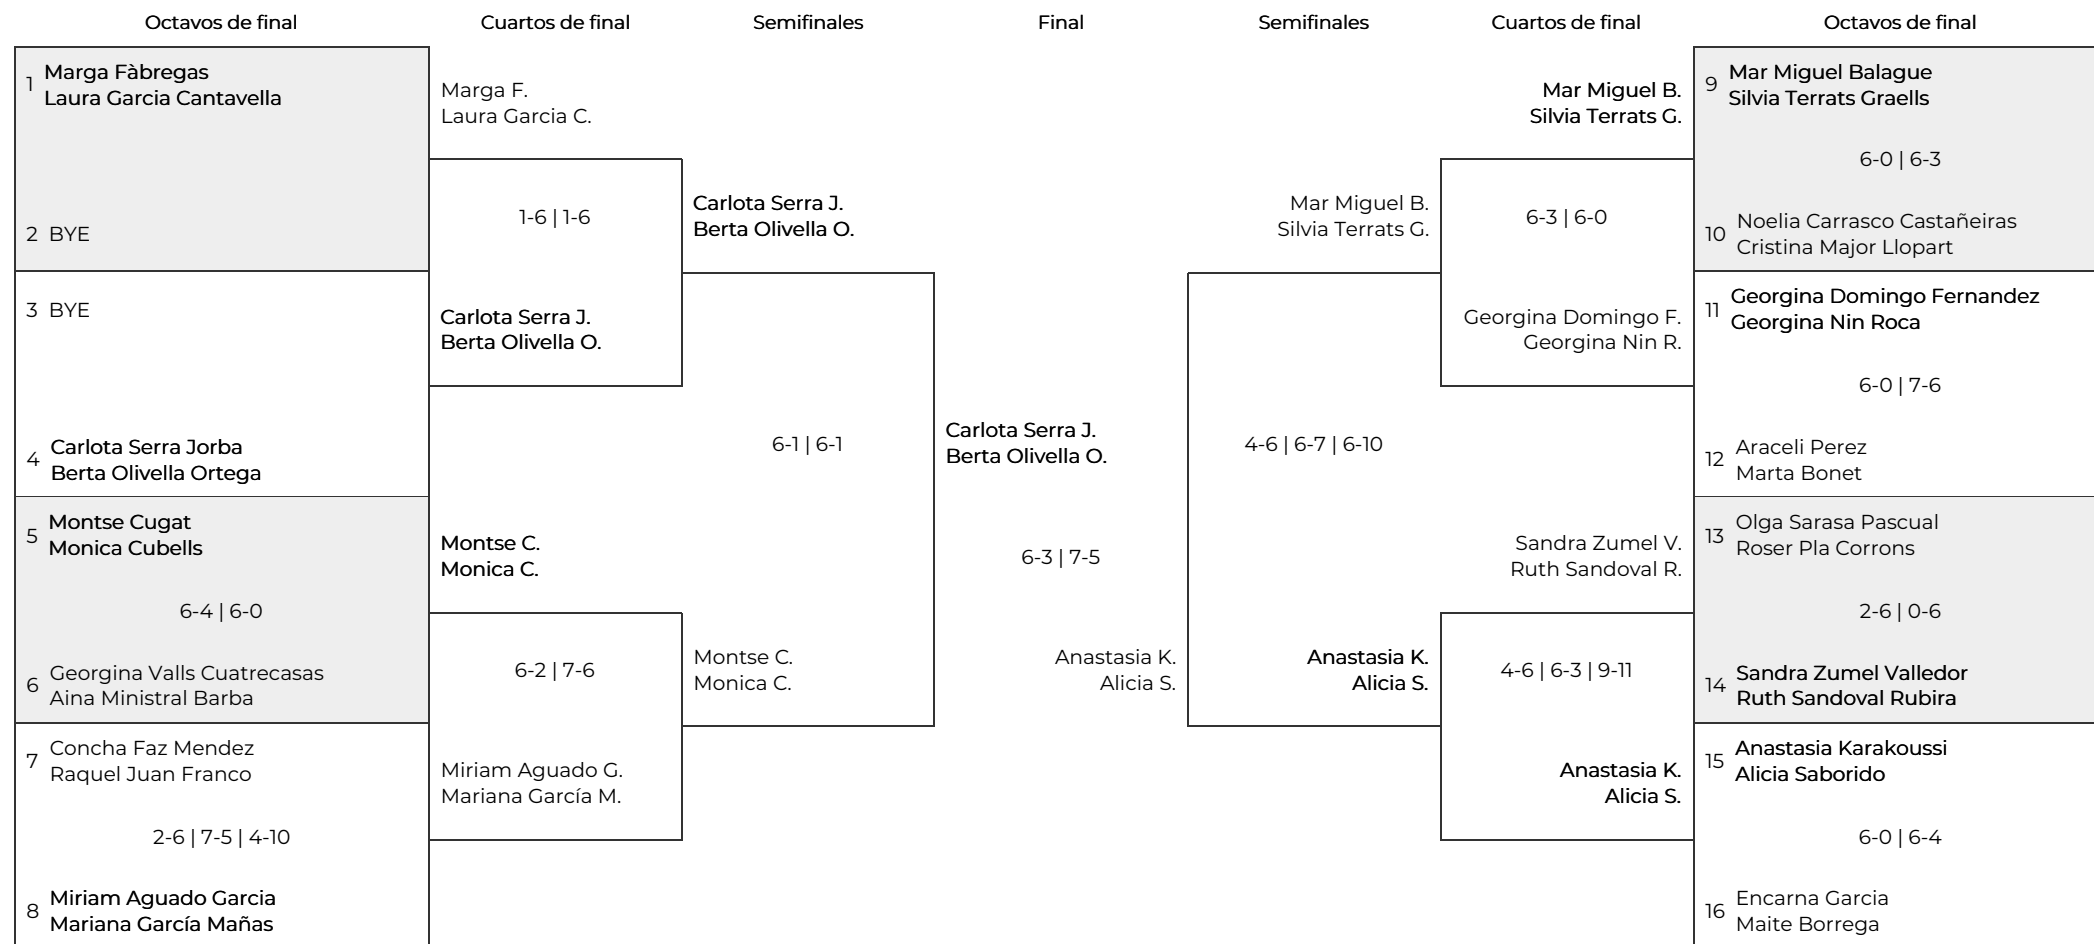 Octavos de final
Cuartos de final
Semifinales
Final
Semifinales
Cuartos de final
Octavos de final
1
Marga Fàbregas
Laura Garcia Cantavella
2 BYE
3 BYE
4
Carlota Serra Jorba
Berta Olivella Ortega
5
Montse Cugat
Monica Cubells
6-4 | 6-0
6
Georgina Valls Cuatrecasas
Aina Ministral Barba
7
Concha Faz Mendez
Raquel Juan Franco
2-6 | 7-5 | 4-10
8
Miriam Aguado Garcia
Mariana García Mañas
Marga F.
Laura Garcia C.
1-6 | 1-6
Carlota Serra J.
Berta Olivella O.
Montse C.
Monica C.
6-2 | 7-6
Miriam Aguado G.
Mariana García M.
Carlota Serra J.
Berta Olivella O.
6-1 | 6-1
Montse C.
Monica C.
Carlota Serra J.
Berta Olivella O.
6-3 | 7-5
Anastasia K.
Alicia S.
Mar Miguel B.
Silvia Terrats G.
4-6 | 6-7 | 6-10
Anastasia K.
Alicia S.
Mar Miguel B.
Silvia Terrats G.
6-3 | 6-0
Georgina Domingo F.
Georgina Nin R.
Sandra Zumel V.
Ruth Sandoval R.
4-6 | 6-3 | 9-11
Anastasia K.
Alicia S.
9
Mar Miguel Balague
Silvia Terrats Graells
6-0 | 6-3
10
Noelia Carrasco Castañeiras
Cristina Major Llopart
11
Georgina Domingo Fernandez
Georgina Nin Roca
6-0 | 7-6
12
Araceli Perez
Marta Bonet
13
Olga Sarasa Pascual
Roser Pla Corrons
2-6 | 0-6
14
Sandra Zumel Valledor
Ruth Sandoval Rubira
15
Anastasia Karakoussi
Alicia Saborido
6-0 | 6-4
16
Encarna Garcia
Maite Borrega